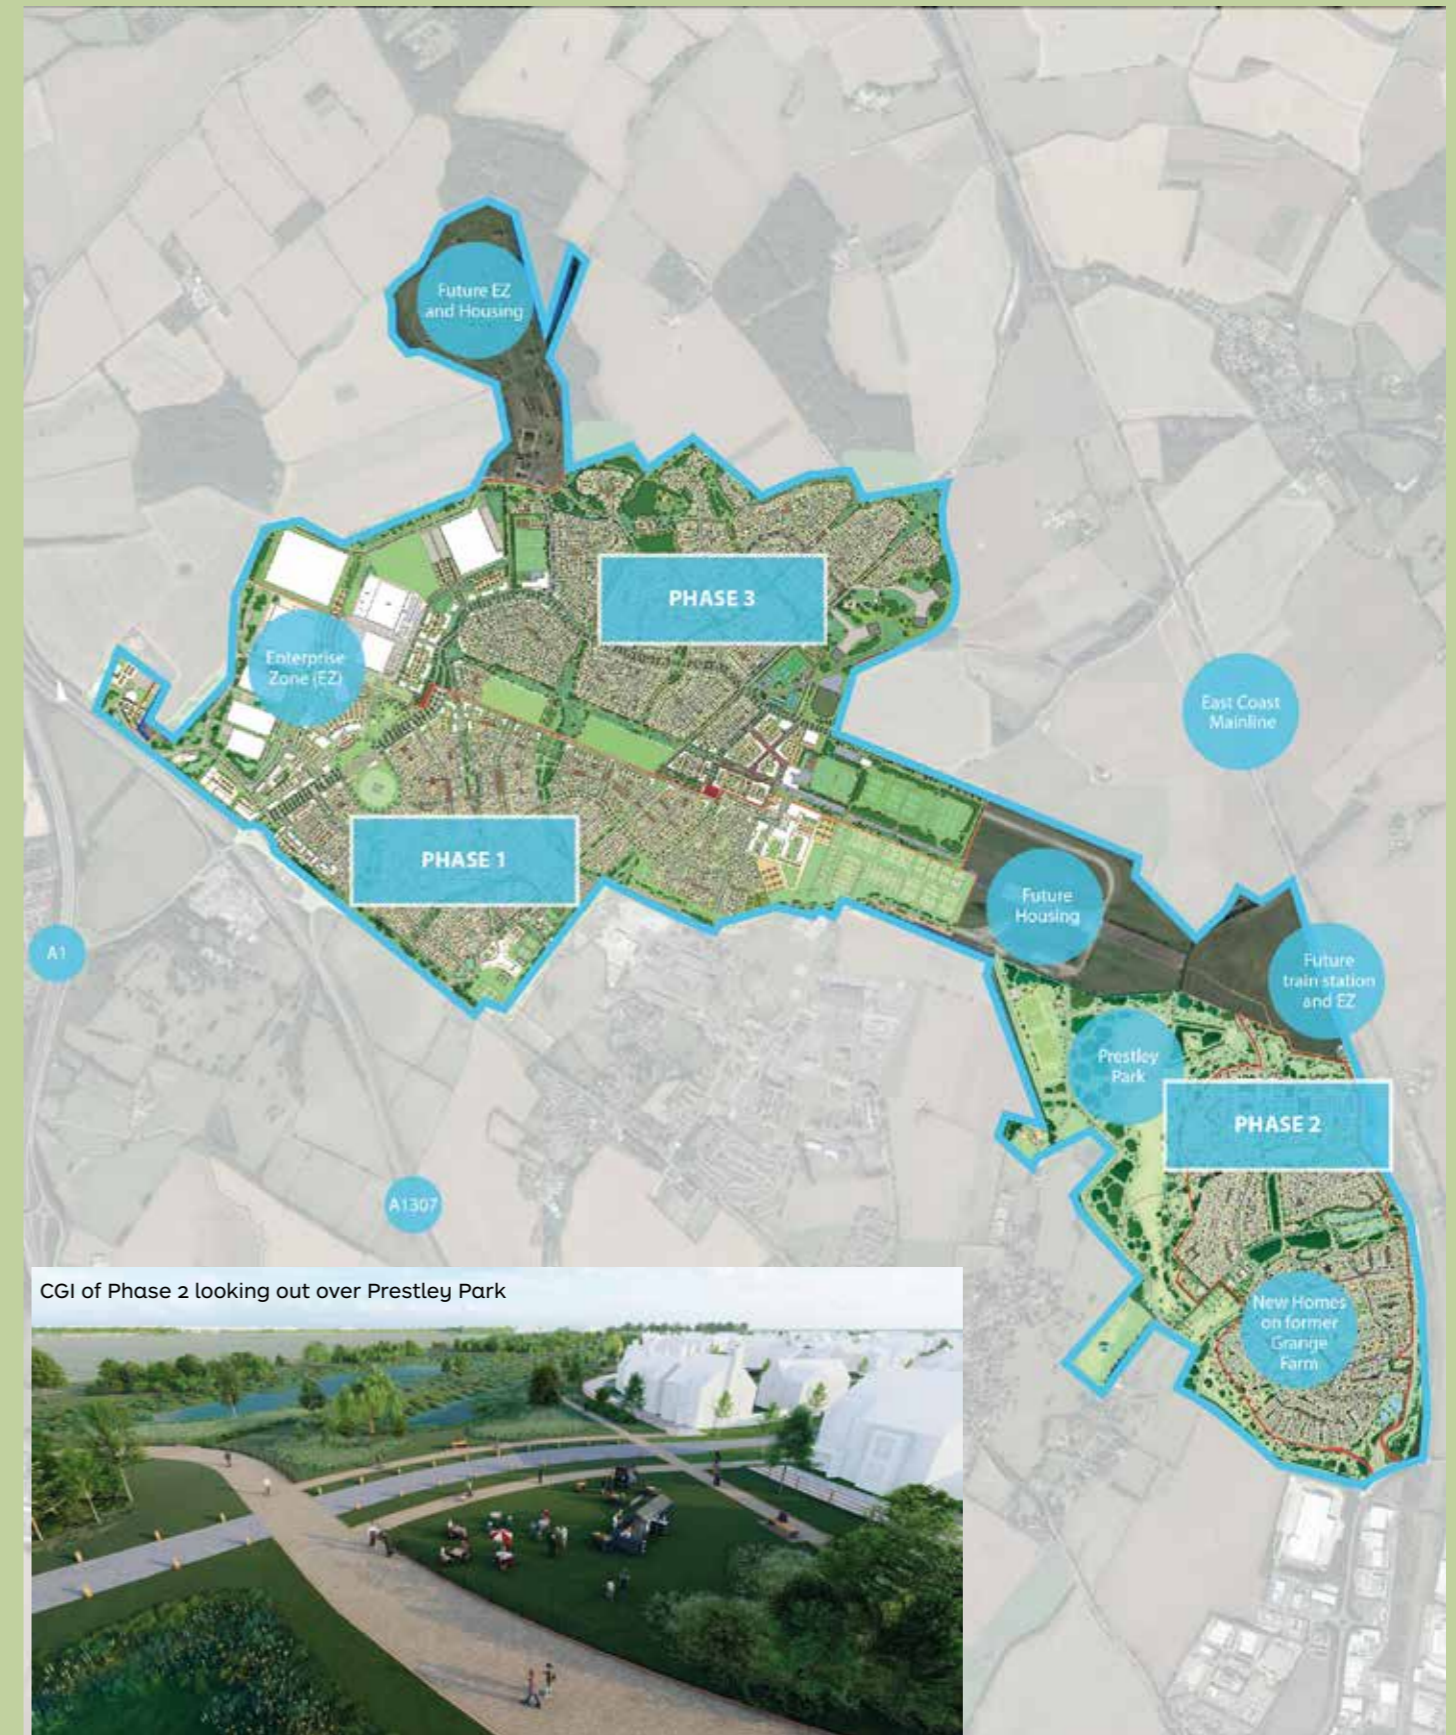 Future EZ
and Housing
PHASE 3
Enterprise
Zone (EZ)
East Coast
Mainline
PHASE 1
Future
Housing
A1
Future
train station
and EZ
Prestley
Park
PHASE 2
A1307
New Homes
on former
Grange
Farm
CGI of Phase 2 looking out over Prestley Park